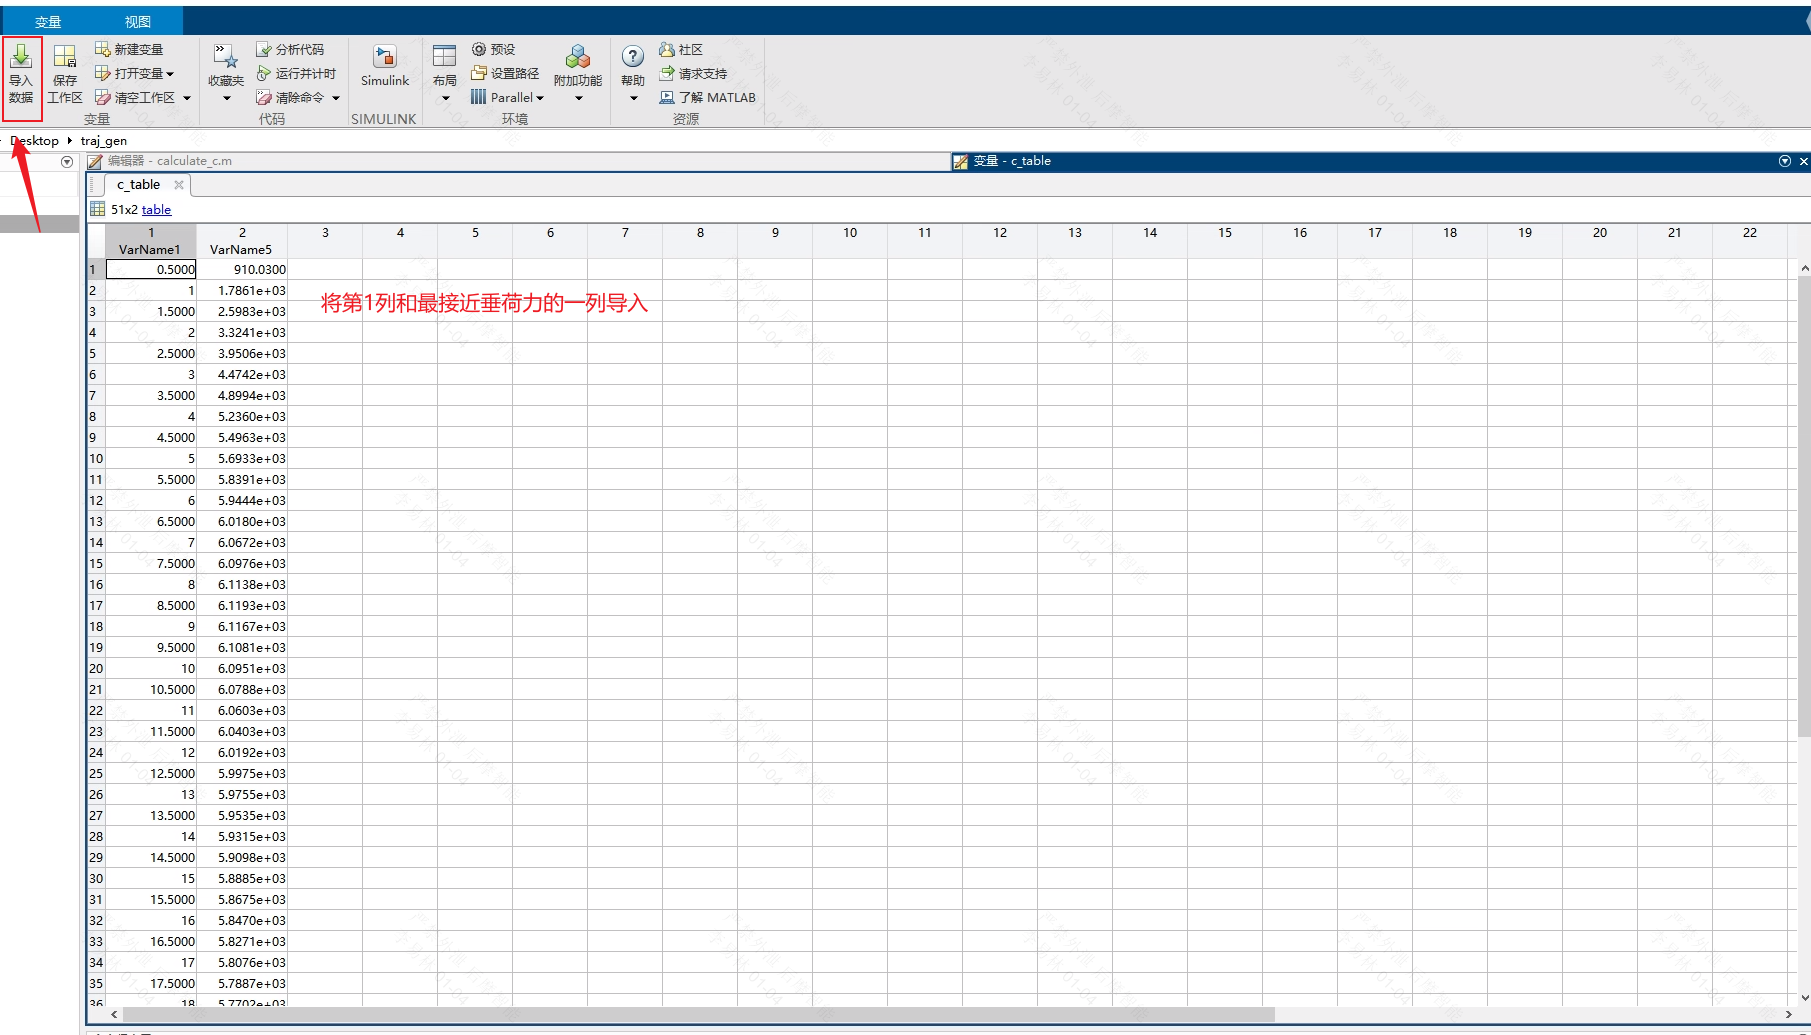 变量 视图
导入数据 保存工作区 新建变量 打开变量 清空工作区 变量
收藏夹 分析代码 运行并计时 清除命令 代码
Simulink SIMULINK
布局 预设 设置路径 Parallel 附加功能 环境
帮助 社区 请求支持 了解 MATLAB 资源
Desktop traj_gen
编辑器 - calculate_c.m 变量 - c_table
c_table
51x2 table
1 2 3 4 5 6 7 8 9 10 11 12 13 14 15 16 17 18 19 20 21 22
VarName1 VarName5
1 0.5000 910.0300
2 1 1.7861e+03
将第1列和最接近垂荷力的一列导入
3 1.5000 2.5983e+03
4 2 3.3241e+03
5 2.5000 3.9506e+03
6 3 4.4742e+03
7 3.5000 4.8994e+03
8 4 5.2360e+03
9 4.5000 5.4963e+03
10 5 5.6933e+03
11 5.5000 5.8391e+03
12 6 5.9444e+03
13 6.5000 6.0180e+03
14 7 6.0672e+03
15 7.5000 6.0976e+03
16 8 6.1138e+03
17 8.5000 6.1193e+03
18 9 6.1167e+03
19 9.5000 6.1081e+03
20 10 6.0951e+03
21 10.5000 6.0788e+03
22 11 6.0603e+03
23 11.5000 6.0403e+03
24 12 6.0192e+03
25 12.5000 5.9975e+03
26 13 5.9755e+03
27 13.5000 5.9535e+03
28 14 5.9315e+03
29 14.5000 5.9098e+03
30 15 5.8885e+03
31 15.5000 5.8675e+03
32 16 5.8470e+03
33 16.5000 5.8271e+03
34 17 5.8076e+03
35 17.5000 5.7887e+03
36 18 5.7702e+03